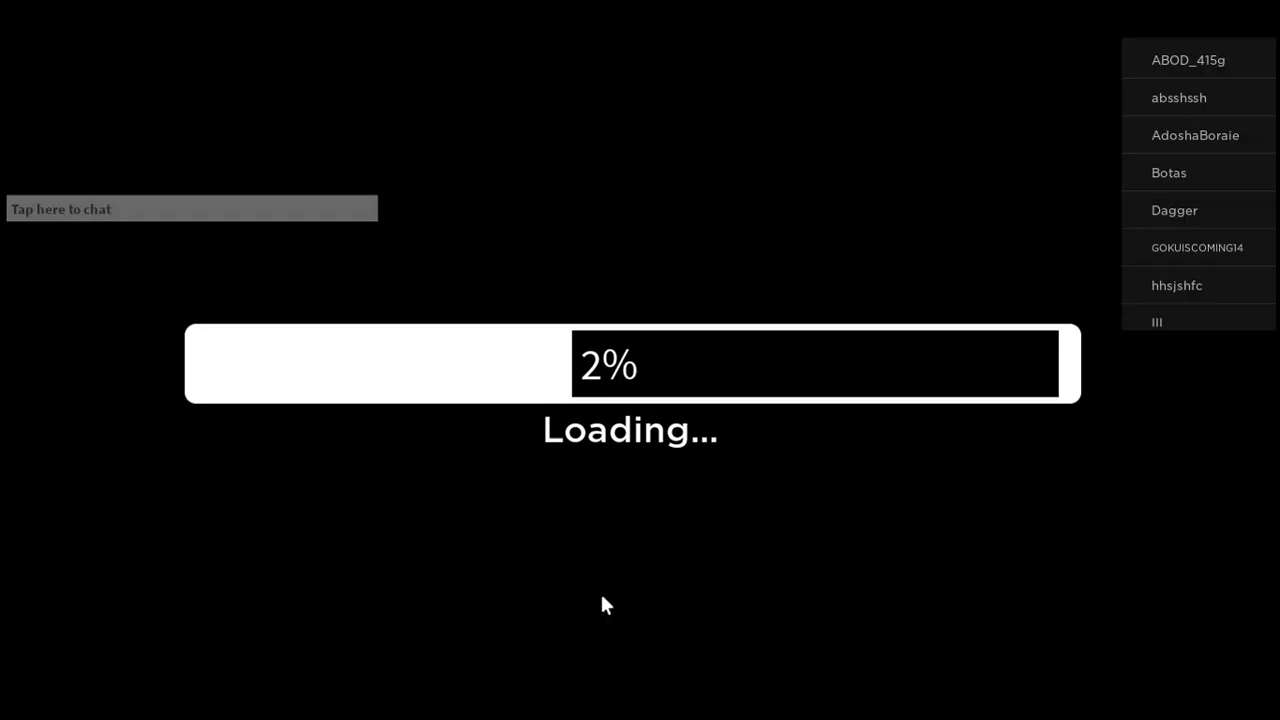 ABOD_415g
absshssh
AdoshaBoraie
Botas
Tap here to chat
Dagger
GOKUISCOMING14
hhsjshfc
III
2%
Loading...